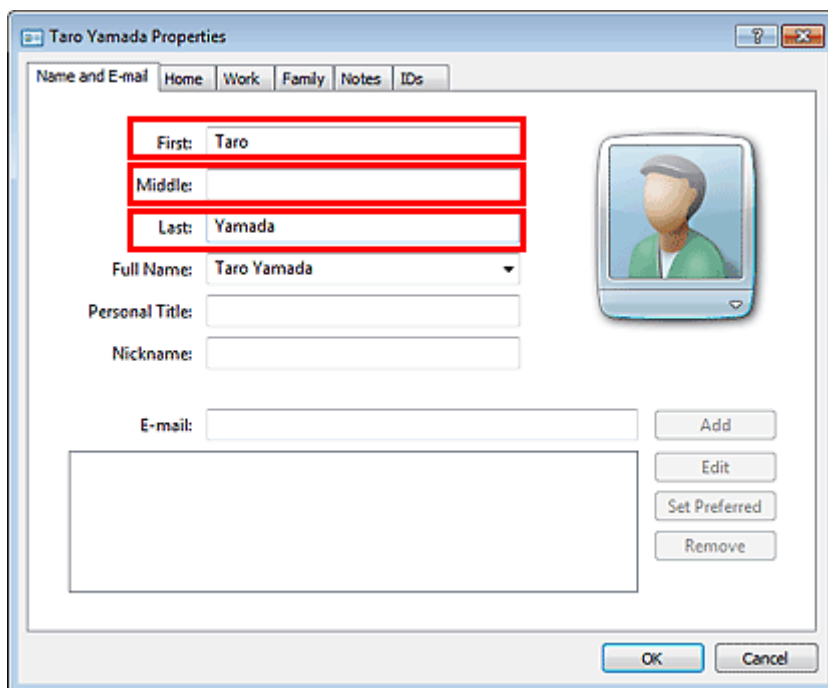 Taro Yamada Properties
Name and E-mail Home Work Family Notes IDs
First: Taro
Middle:
Last: Yamada
Full Name: Taro Yamada
Personal Title:
Nickname:
E-mail: Add
Edit
Set Preferred
Remove
OK Cancel